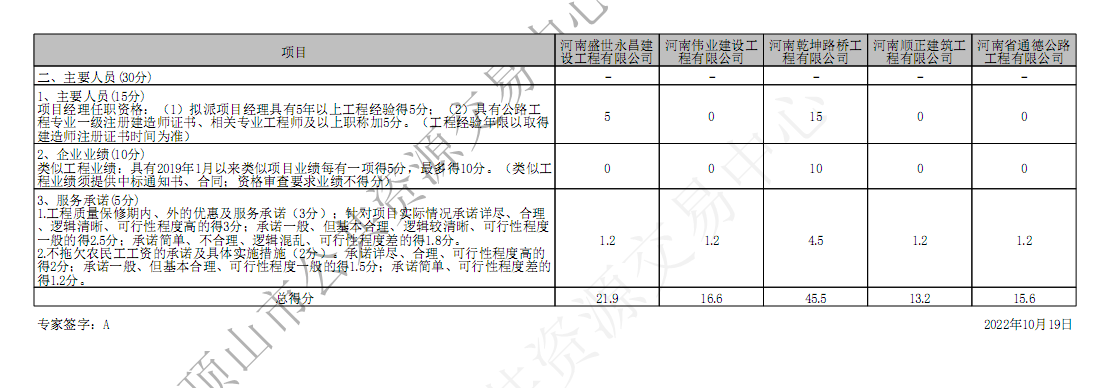 项目
河南盛世永昌建
设工程有限公司
河南伟业建设工
程有限公司
河南乾坤路桥工
程有限公司
河南顺正建筑工
程有限公司
河南省通德公路
工程有限公司
二、主要人员(30分)
－ － － － －
1、主要人员(15分)
项目经理任职资格：（1）拟派项目经理具有5年以上工程经验得5分；（2）具有公路工
程专业一级注册建造师证书、相关专业工程师及以上职称加5分。（工程经验年限以取得
建造师注册证书时间为准）
5 0 15 0 0
2、企业业绩(10分)
类似工程业绩：具有2019年1月以来类似项目业绩每有一项得5分，最多得10分。（类似工
程业绩须提供中标通知书、合同；资格审查要求业绩不得分）
0 0 10 0 0
3、服务承诺(5分)
1.工程质量保修期内、外的优惠及服务承诺（3分）；针对项目实际情况承诺详尽、合理
、逻辑清晰、可行性程度高的得3分；承诺一般、但基本合理、逻辑较清晰、可行性程度
一般的得2.5分；承诺简单、不合理、逻辑混乱、可行性程度差的得1.8分。
2.不拖欠农民工工资的承诺及具体实施措施（2分）。承诺详尽、合理、可行性程度高的
得2分；承诺一般、但基本合理、可行性程度一般的得1.5分；承诺简单、可行性程度差的
得1.2分。
1.2 1.2 4.5 1.2 1.2
总得分 21.9 16.6 45.5 13.2 15.6
专家签字：A
2022年10月19日
顶山市公共资源交易中心
共资源交易中心